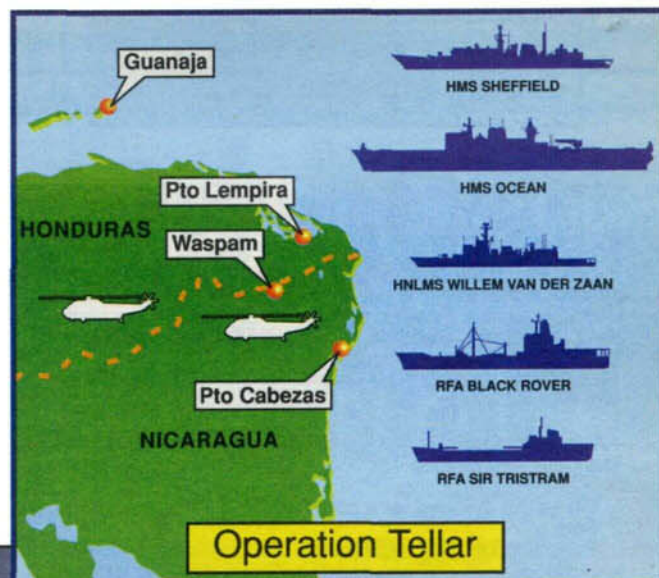 Guanaja
HMS SHEFFIELD
HMS OCEAN
Pto Lempira
HONDURAS
Waspam
HNLMS WILLEM VAN DER ZAAN
RFA BLACK ROVER
Pto Cabezas
NICARAGUA
RFA SIR TRISTRAM
Operation Tellar